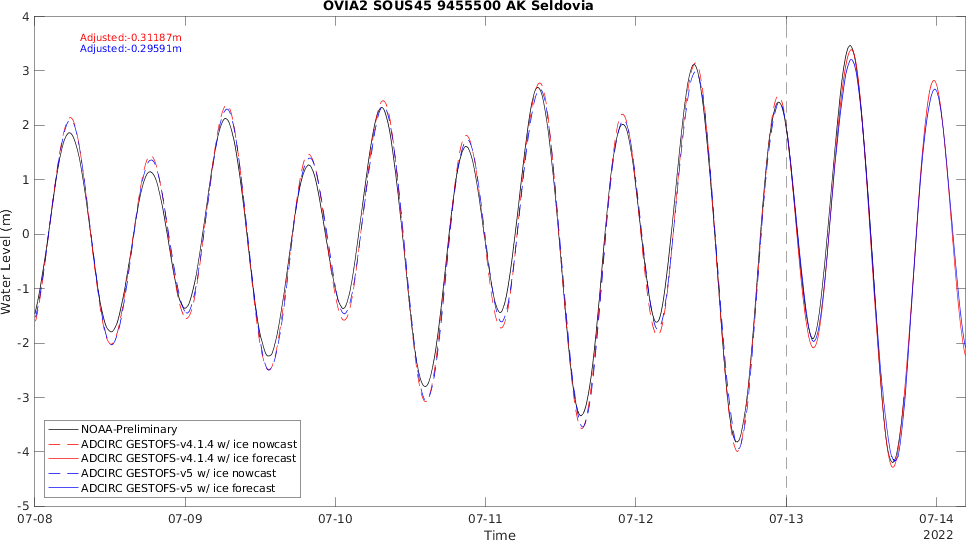 OVIA2 SOUS45 9455500 AK Seldovia
Adjusted:-0.31187m
Adjusted:-0.29591m
4
3
2
1
0
-1
-2
-3
-4
-5
Water Level (m)
NOAA-Preliminary
ADCIRC GESTOFS-v4.1.4 w/ ice nowcast
ADCIRC GESTOFS-v4.1.4 w/ ice forecast
ADCIRC GESTOFS-v5 w/ ice nowcast
ADCIRC GESTOFS-v5 w/ ice forecast
07-08 07-09 07-10 07-11 07-12 07-13 07-14
Time
2022